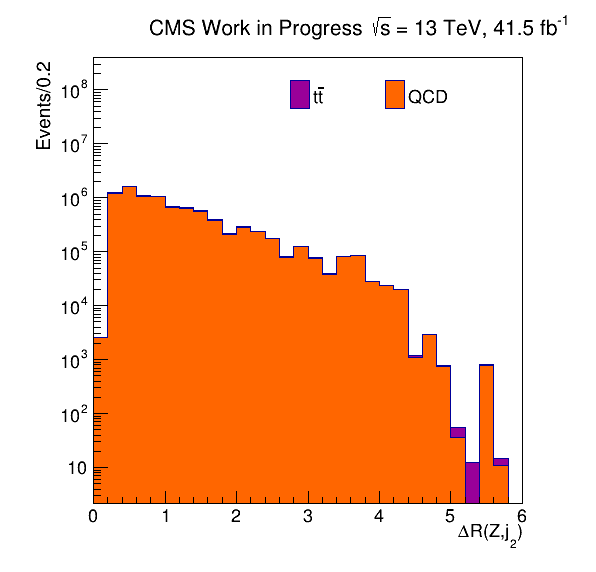 CMS Work in Progress √s = 13 TeV, 41.5 fb⁻¹
Events/0.2
tt̄
QCD
10⁸
10⁷
10⁶
10⁵
10⁴
10³
10²
10
0 1 2 3 4 5 6
ΔR(Z,j₂)